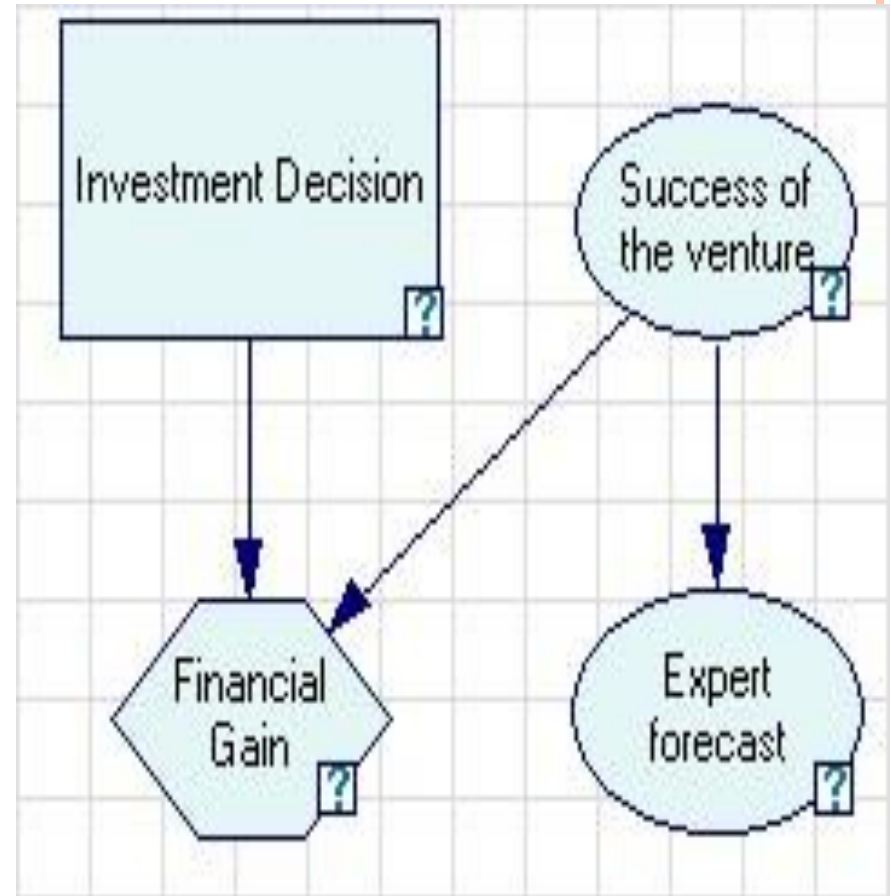 Investment Decision
?
Success of
the venture
?
Financial
Gain
?
Expert
forecast
?